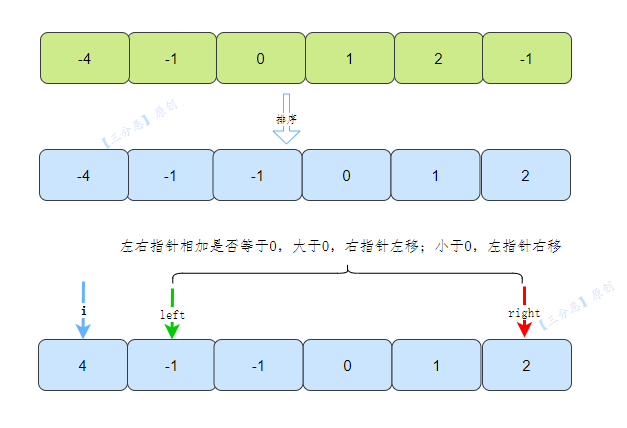 -4 -1 0 1 2 -1
【三分恶】原创
排序
-4 -1 -1 0 1 2
左右指针相加是否等于0，大于0，右指针左移；小于0，左指针右移
i left right
【三分恶】原创
4 -1 -1 0 1 2